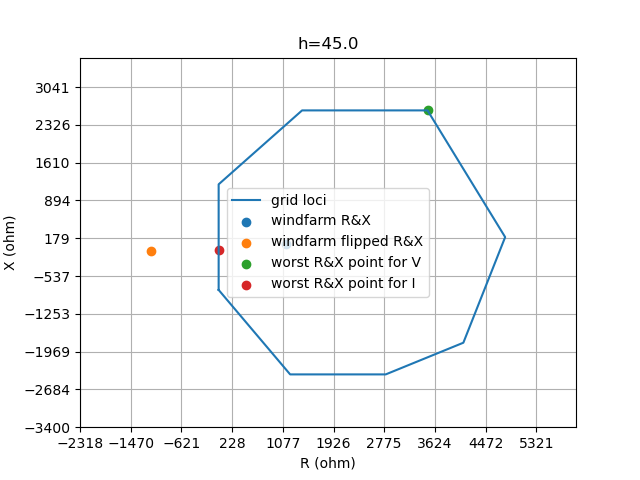 h=45.0
3041
2326
1610
894
179
−537
−1253
−1969
−2684
−3400
X (ohm)
grid loci
windfarm R&X
windfarm flipped R&X
worst R&X point for V
worst R&X point for I
−2318 −1470 −621 228 1077 1926 2775 3624 4472 5321
R (ohm)